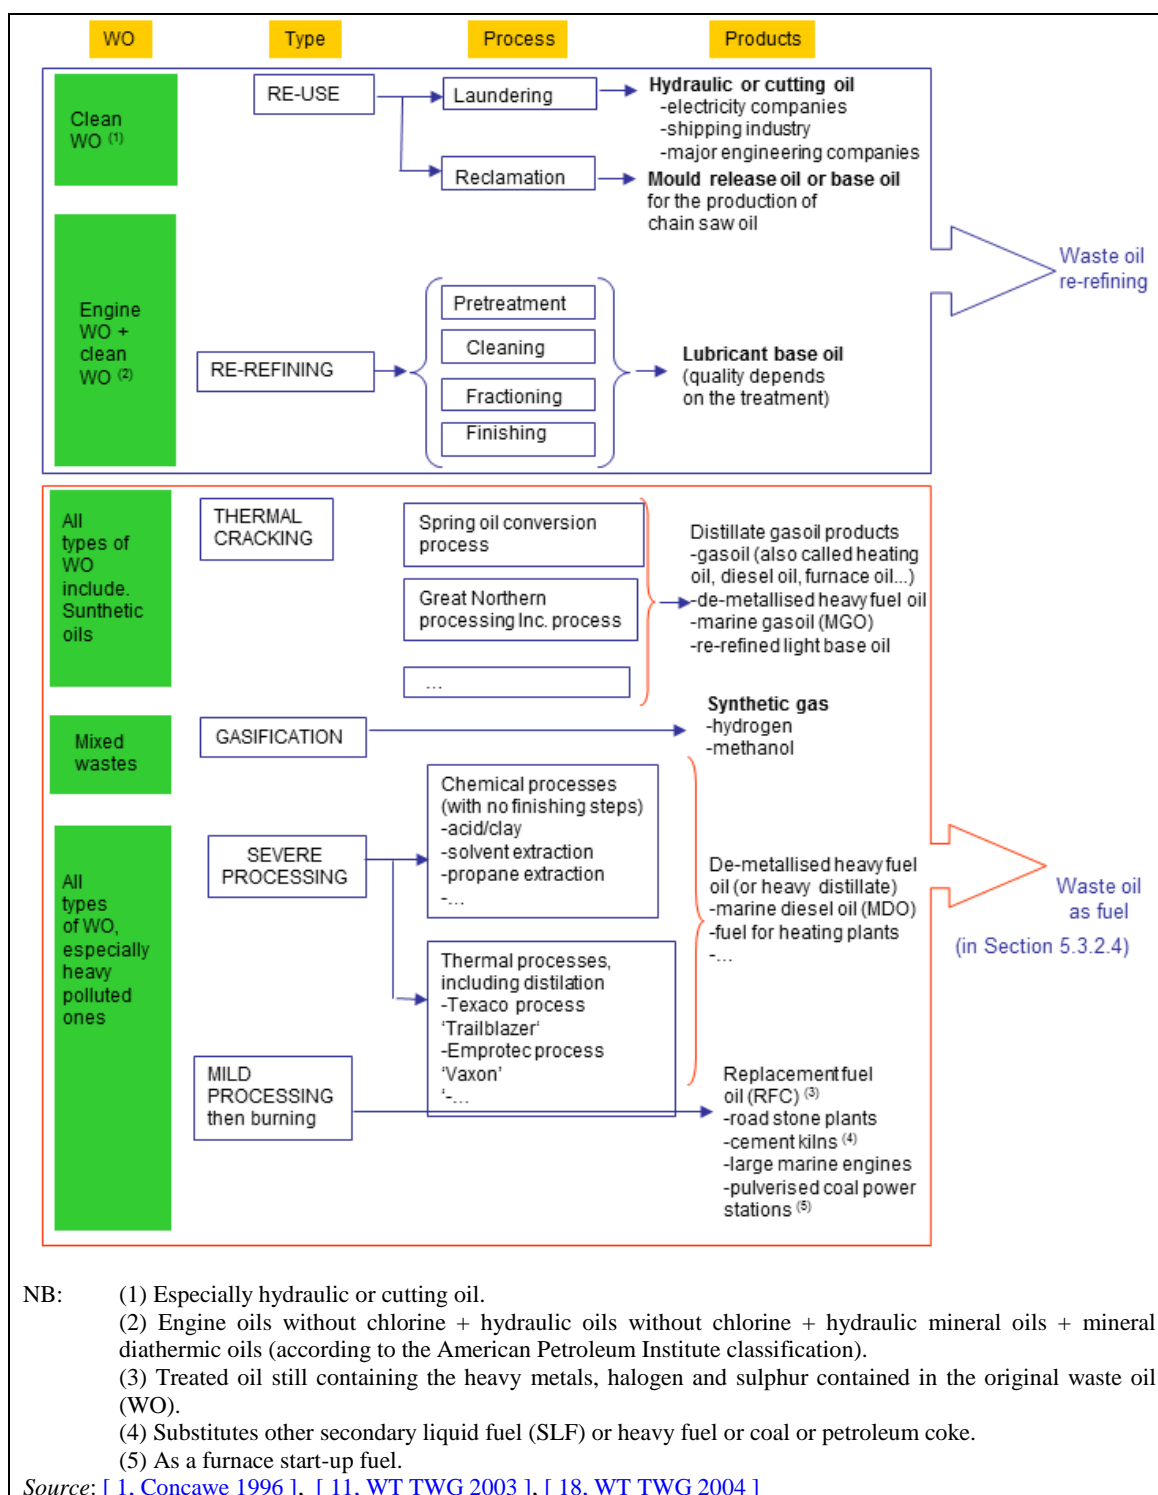 WO Type Process Products
Clean
WO (1)
RE-USE
Laundering
Hydraulic or cutting oil
-electricity companies
-shipping industry
-major engineering companies
Reclamation
Mould release oil or base oil
for the production of
chain saw oil
Engine
WO +
clean
WO (2)
RE-REFINING
Pretreatment
Cleaning
Fractioning
Finishing
Lubricant base oil
(quality depends
on the treatment)
Waste oil
re-refining
All
types of
WO
include.
Sunthetic
oils
THERMAL
CRACKING
Spring oil conversion
process
Great Northern
processing Inc. process
...
Distillate gasoil products
-gasoil (also called heating
oil, diesel oil, furnace oil...)
-de-metallised heavy fuel oil
-marine gasoil (MGO)
-re-refined light base oil
Mixed
wastes
GASIFICATION
Synthetic gas
-hydrogen
-methanol
All
types
of WO,
especially
heavy
polluted
ones
SEVERE
PROCESSING
Chemical processes
(with no finishing steps)
-acid/clay
-solvent extraction
-propane extraction
-...
Thermal processes,
including distilation
-Texaco process
'Trailblazer'
-Emprotec process
'Vaxon'
'-...
De-metallised heavy fuel
oil (or heavy distillate)
-marine diesel oil (MDO)
-fuel for heating plants
-...
MILD
PROCESSING
then burning
Replacement fuel
oil (RFC) (3)
-road stone plants
-cement kilns (4)
-large marine engines
-pulverised coal power
stations (5)
Waste oil
as fuel
(in Section 5.3.2.4)
NB: (1) Especially hydraulic or cutting oil.
(2) Engine oils without chlorine + hydraulic oils without chlorine + hydraulic mineral oils + mineral
diathermic oils (according to the American Petroleum Institute classification).
(3) Treated oil still containing the heavy metals, halogen and sulphur contained in the original waste oil
(WO).
(4) Substitutes other secondary liquid fuel (SLF) or heavy fuel or coal or petroleum coke.
(5) As a furnace start-up fuel.
Source: [ 1, Concawe 1996 ], [ 11, WT TWG 2003 ], [ 18, WT TWG 2004 ]